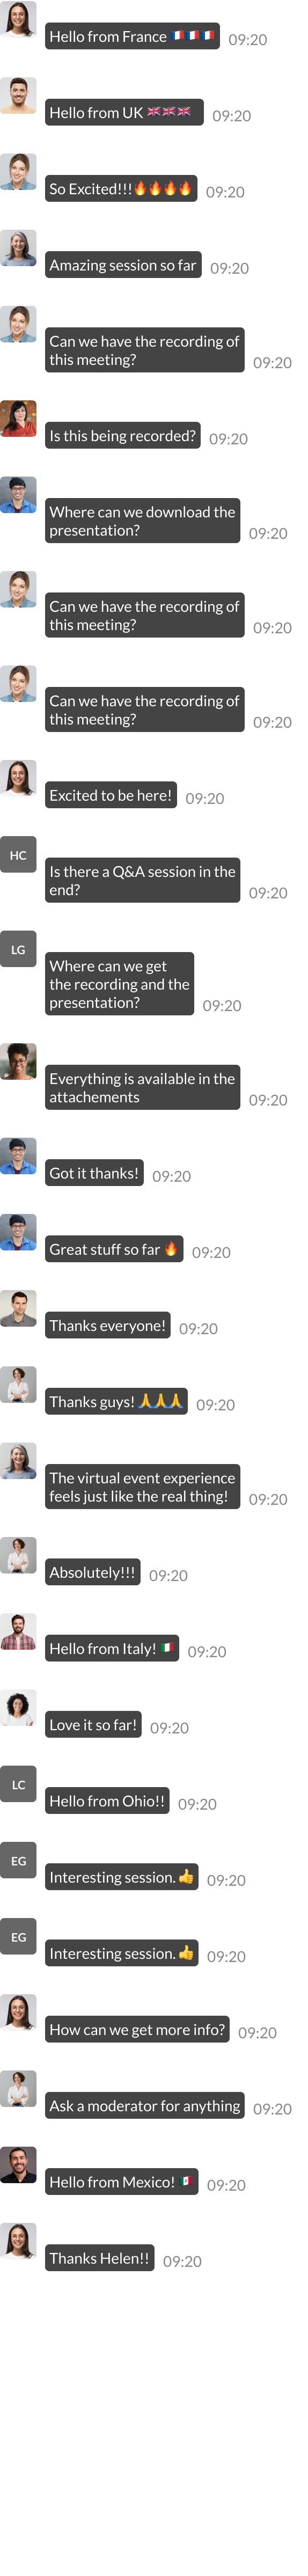 Hello from France 🇫🇷🇫🇷🇫🇷 09:20
Hello from UK 🇬🇧🇬🇧🇬🇧 09:20
So Excited!!!🔥🔥🔥🔥 09:20
Amazing session so far 09:20
Can we have the recording of
this meeting? 09:20
Is this being recorded? 09:20
Where can we download the
presentation? 09:20
Can we have the recording of
this meeting? 09:20
Can we have the recording of
this meeting? 09:20
Excited to be here! 09:20
HC
Is there a Q&A session in the
end? 09:20
LG
Where can we get
the recording and the
presentation? 09:20
Everything is available in the
attachements 09:20
Got it thanks! 09:20
Great stuff so far 🔥 09:20
Thanks everyone! 09:20
Thanks guys! 🙏🙏🙏 09:20
The virtual event experience
feels just like the real thing! 09:20
Absolutely!!! 09:20
Hello from Italy! 🇮🇹 09:20
Love it so far! 09:20
LC
Hello from Ohio!! 09:20
EG
Interesting session. 👍 09:20
EG
Interesting session. 👍 09:20
How can we get more info? 09:20
Ask a moderator for anything 09:20
Hello from Mexico! 🇲🇽 09:20
Thanks Helen!! 09:20